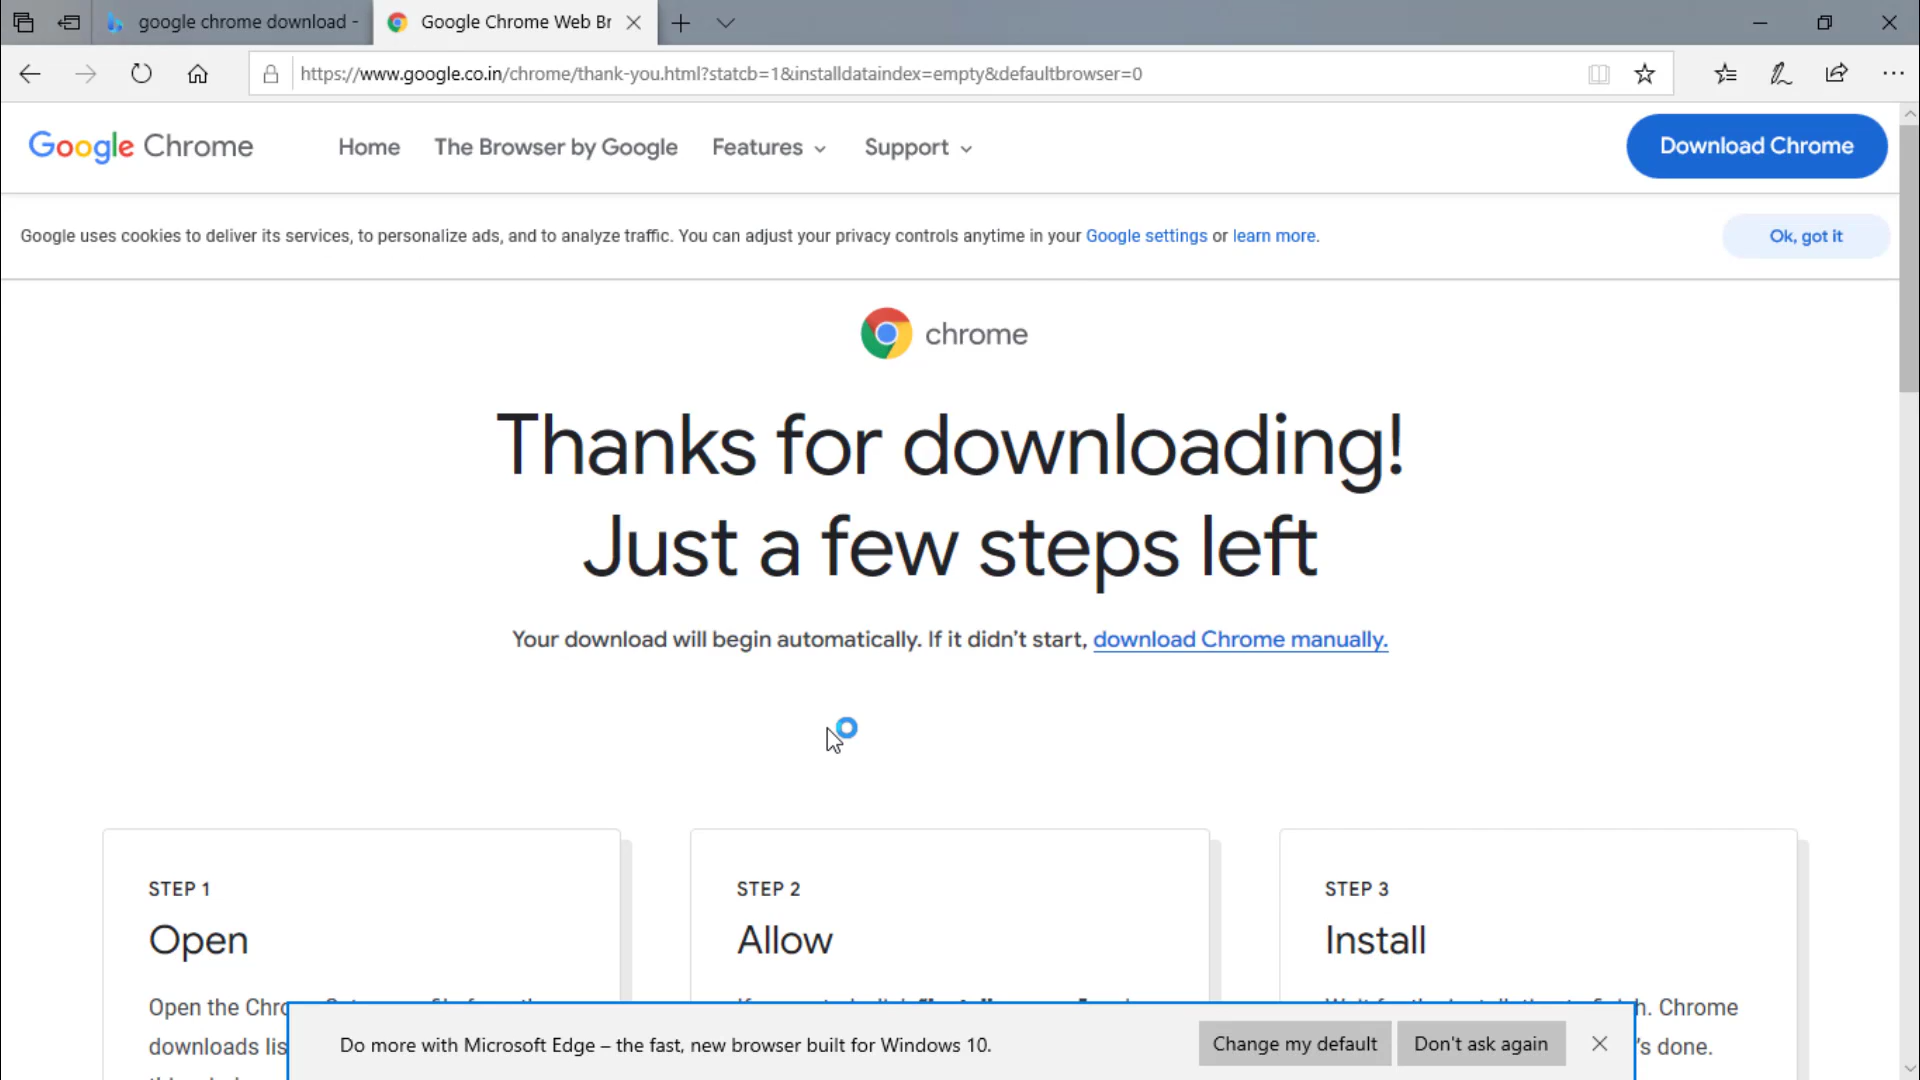 google chrome download -
Google Chrome Web Br
https://www.google.co.in/chrome/thank-you.html?statcb=1&installdataindex=empty&defaultbrowser=0
Google Chrome
Home
The Browser by Google
Features
Support
Download Chrome
Google uses cookies to deliver its services, to personalize ads, and to analyze traffic. You can adjust your privacy controls anytime in your Google settings or learn more.
Ok, got it
chrome
Thanks for downloading!
Just a few steps left
Your download will begin automatically. If it didn't start, download Chrome manually.
STEP 1
Open
Open the Chro
downloads lis
STEP 2
Allow
STEP 3
Install
h. Chrome
's done.
Do more with Microsoft Edge – the fast, new browser built for Windows 10.
Change my default
Don't ask again